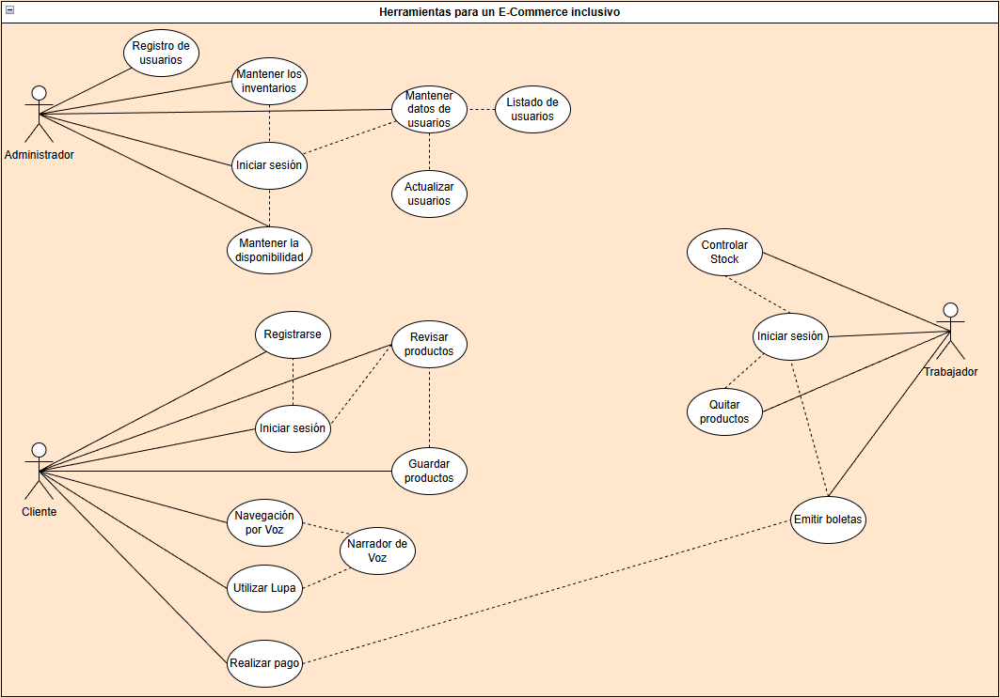 Herramientas para un E-Commerce inclusivo
Registro de
usuarios
Mantener los
inventarios
Mantener
datos de
usuarios
Listado de
usuarios
Administrador
Iniciar sesión
Actualizar
usuarios
Mantener la
disponibilidad
Controlar
Stock
Iniciar sesión
Trabajador
Quitar
productos
Emitir boletas
Registrarse
Revisar
productos
Iniciar sesión
Guardar
productos
Cliente
Navegación
por Voz
Narrador de
Voz
Utilizar Lupa
Realizar pago